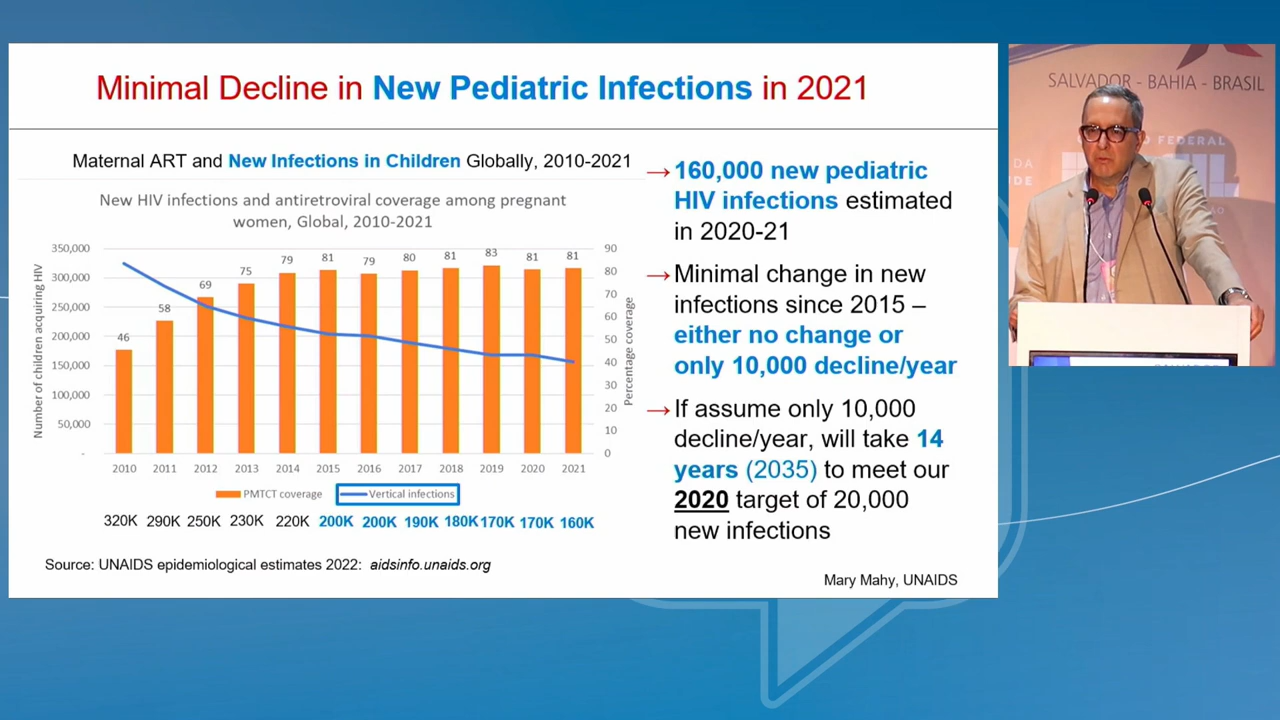 Minimal Decline in New Pediatric Infections in 2021
Maternal ART and New Infections in Children Globally, 2010-2021
New HIV infections and antiretroviral coverage among pregnant
women, Global, 2010-2021
Number of children acquiring HIV
350,000
300,000
250,000
200,000
150,000
100,000
50,000
-
46
58
69
75
79
81
79
80
81
83
81
81
90
80
70
60
50
40
30
20
10
0
Percentage coverage
2010 2011 2012 2013 2014 2015 2016 2017 2018 2019 2020 2021
PMTCT coverage Vertical infections
320K 290K 250K 230K 220K 200K 200K 190K 180K 170K 170K 160K
Source: UNAIDS epidemiological estimates 2022: aidsinfo.unaids.org
→ 160,000 new pediatric
HIV infections estimated
in 2020-21
→ Minimal change in new
infections since 2015 –
either no change or
only 10,000 decline/year
→ If assume only 10,000
decline/year, will take 14
years (2035) to meet our
2020 target of 20,000
new infections
Mary Mahy, UNAIDS
SALVADOR - BAHIA - BRASIL
FEDERAL